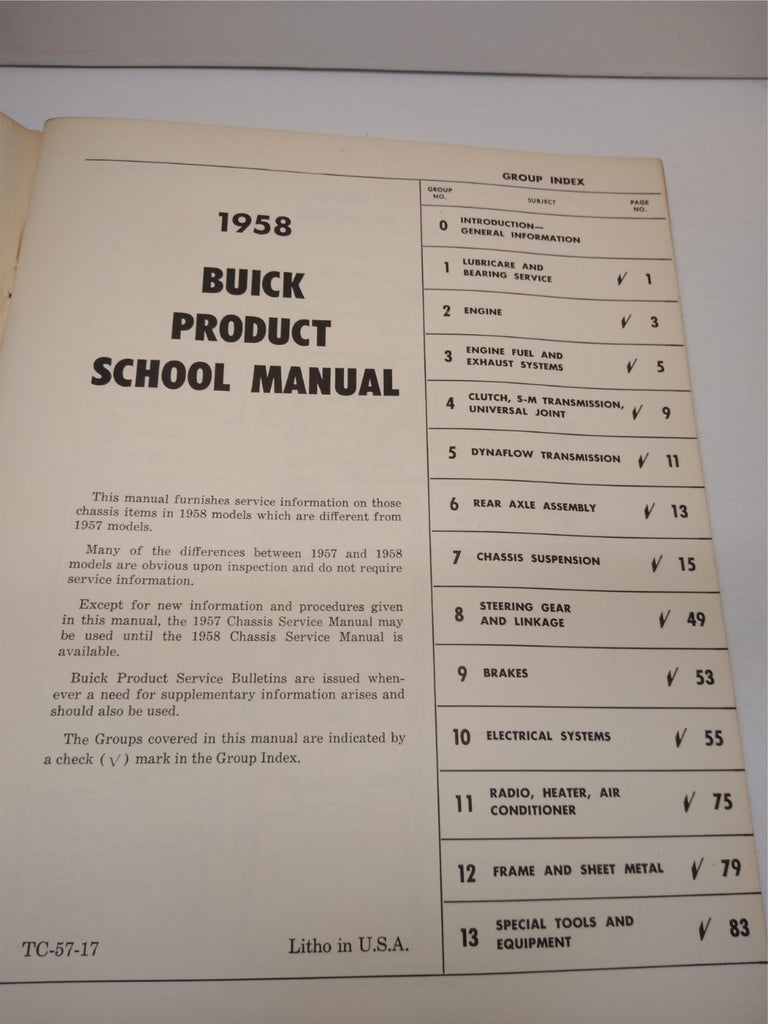 1958
BUICK
PRODUCT
SCHOOL MANUAL
This manual furnishes service information on those
chassis items in 1958 models which are different from
1957 models.
Many of the differences between 1957 and 1958
models are obvious upon inspection and do not require
service information.
Except for new information and procedures given
in this manual, the 1957 Chassis Service Manual may
be used until the 1958 Chassis Service Manual is
available.
Buick Product Service Bulletins are issued when-
ever a need for supplementary information arises and
should also be used.
The Groups covered in this manual are indicated by
a check (√) mark in the Group Index.
TC-57-17
Litho in U.S.A.
GROUP INDEX
GROUP NO. SUBJECT PAGE NO.
0 INTRODUCTION—
GENERAL INFORMATION
1 LUBRICARE AND
BEARING SERVICE √ 1
2 ENGINE √ 3
3 ENGINE FUEL AND
EXHAUST SYSTEMS √ 5
4 CLUTCH, S-M TRANSMISSION,
UNIVERSAL JOINT √ 9
5 DYNAFLOW TRANSMISSION √ 11
6 REAR AXLE ASSEMBLY √ 13
7 CHASSIS SUSPENSION √ 15
8 STEERING GEAR
AND LINKAGE √ 49
9 BRAKES √ 53
10 ELECTRICAL SYSTEMS √ 55
11 RADIO, HEATER, AIR
CONDITIONER √ 75
12 FRAME AND SHEET METAL √ 79
13 SPECIAL TOOLS AND
EQUIPMENT √ 83